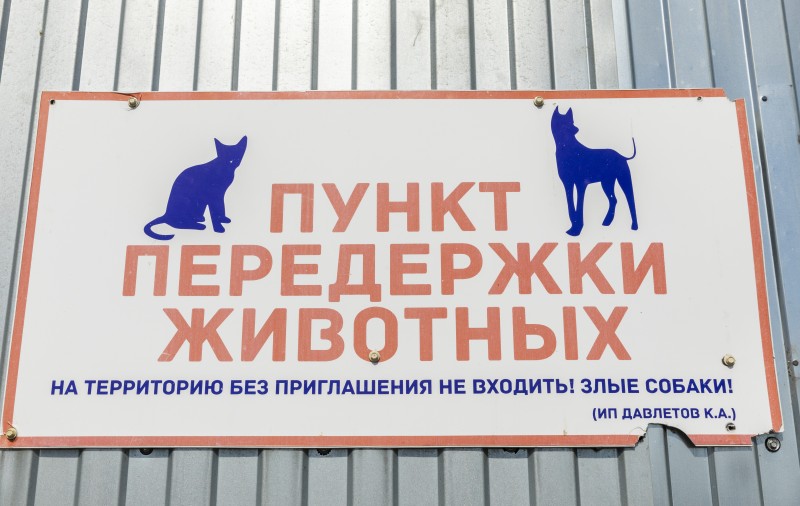 ПУНКТ
ПЕРЕДЕРЖКИ
ЖИВОТНЫХ
НА ТЕРРИТОРИЮ БЕЗ ПРИГЛАШЕНИЯ НЕ ВХОДИТЬ! ЗЛЫЕ СОБАКИ!
(ИП ДАВЛЕТОВ К.А.)